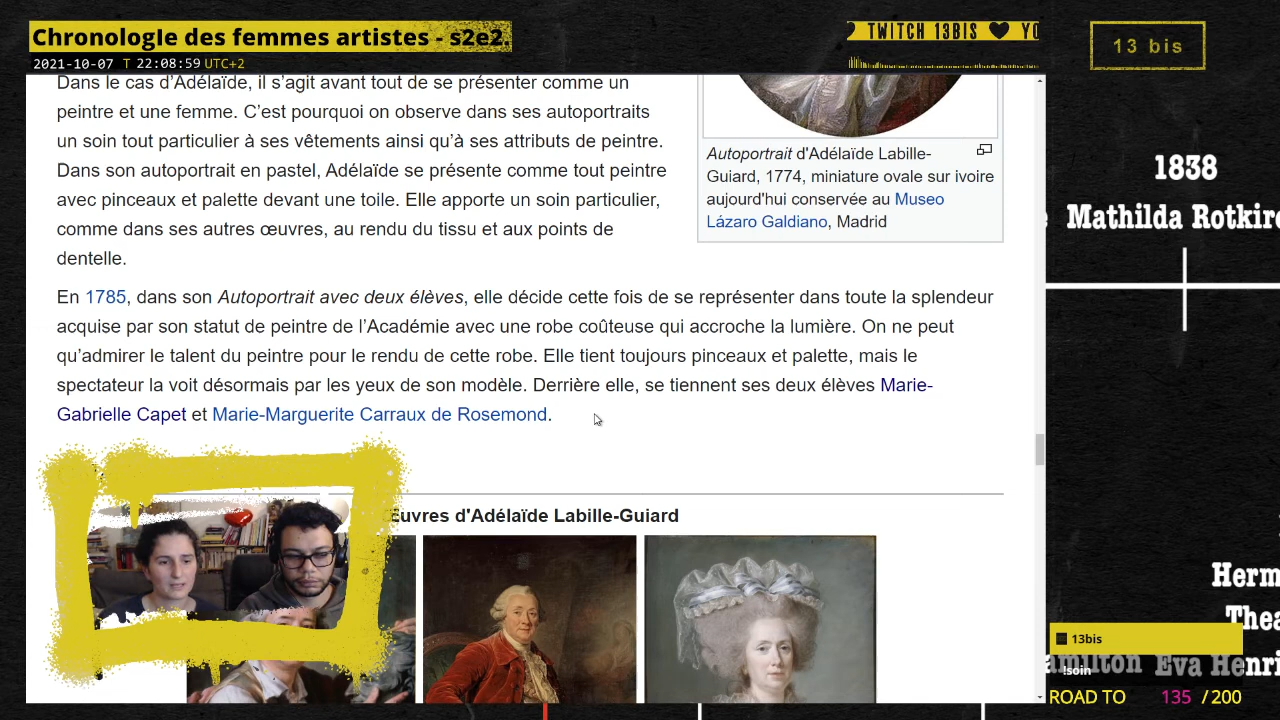 Chronologie des femmes artistes - s2e2
TWITCH 13BIS
2021-10-07 T 22:08:59 UTC+2
13 bis
Dans le cas d'Adélaïde, il s'agit avant tout de se présenter comme un
peintre et une femme. C'est pourquoi on observe dans ses autoportraits
un soin tout particulier à ses vêtements ainsi qu'à ses attributs de peintre.
Dans son autoportrait en pastel, Adélaïde se présente comme tout peintre
avec pinceaux et palette devant une toile. Elle apporte un soin particulier,
comme dans ses autres œuvres, au rendu du tissu et aux points de
dentelle.
Autoportrait d'Adélaïde Labille-
Guiard, 1774, miniature ovale sur ivoire
aujourd'hui conservée au Museo
Lázaro Galdiano, Madrid
En 1785, dans son Autoportrait avec deux élèves, elle décide cette fois de se représenter dans toute la splendeur
acquise par son statut de peintre de l'Académie avec une robe coûteuse qui accroche la lumière. On ne peut
qu'admirer le talent du peintre pour le rendu de cette robe. Elle tient toujours pinceaux et palette, mais le
spectateur la voit désormais par les yeux de son modèle. Derrière elle, se tiennent ses deux élèves Marie-
Gabrielle Capet et Marie-Marguerite Carraux de Rosemond.
Œuvres d'Adélaïde Labille-Guiard
1838
Mathilda Rotkir
Herm
Thea
13bis
amilton Eva Henri
!soin
ROAD TO 135 / 200